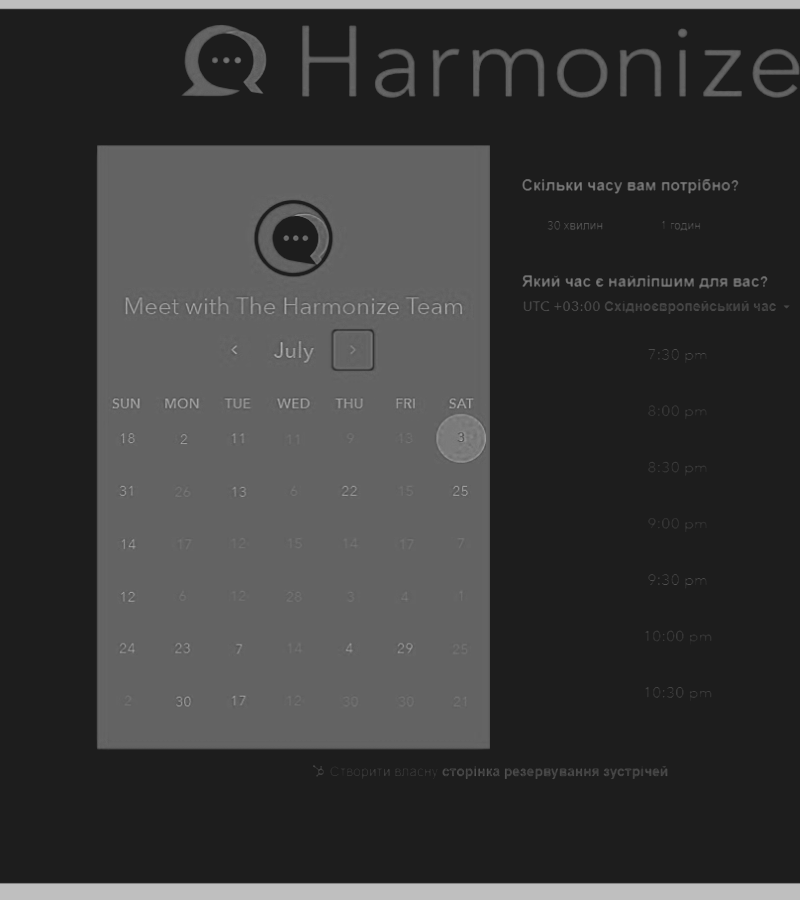 Harmonize
Meet with The Harmonize Team
July
SUN MON TUE WED THU FRI SAT
18 2 11 11 9 13 3
31 26 13 6 22 15 25
14 17 12 15 14 17 7
12 6 12 28 3 4 1
24 23 7 14 4 29 25
2 30 17 12 30 30 21
Скільки часу вам потрібно?
30 хвилин 1 годин
Який час є найліпшим для вас?
UTC +03:00 Східноєвропейський час
7:30 pm
8:00 pm
8:30 pm
9:00 pm
9:30 pm
10:00 pm
10:30 pm
Створити власну сторінка резервування зустрічей